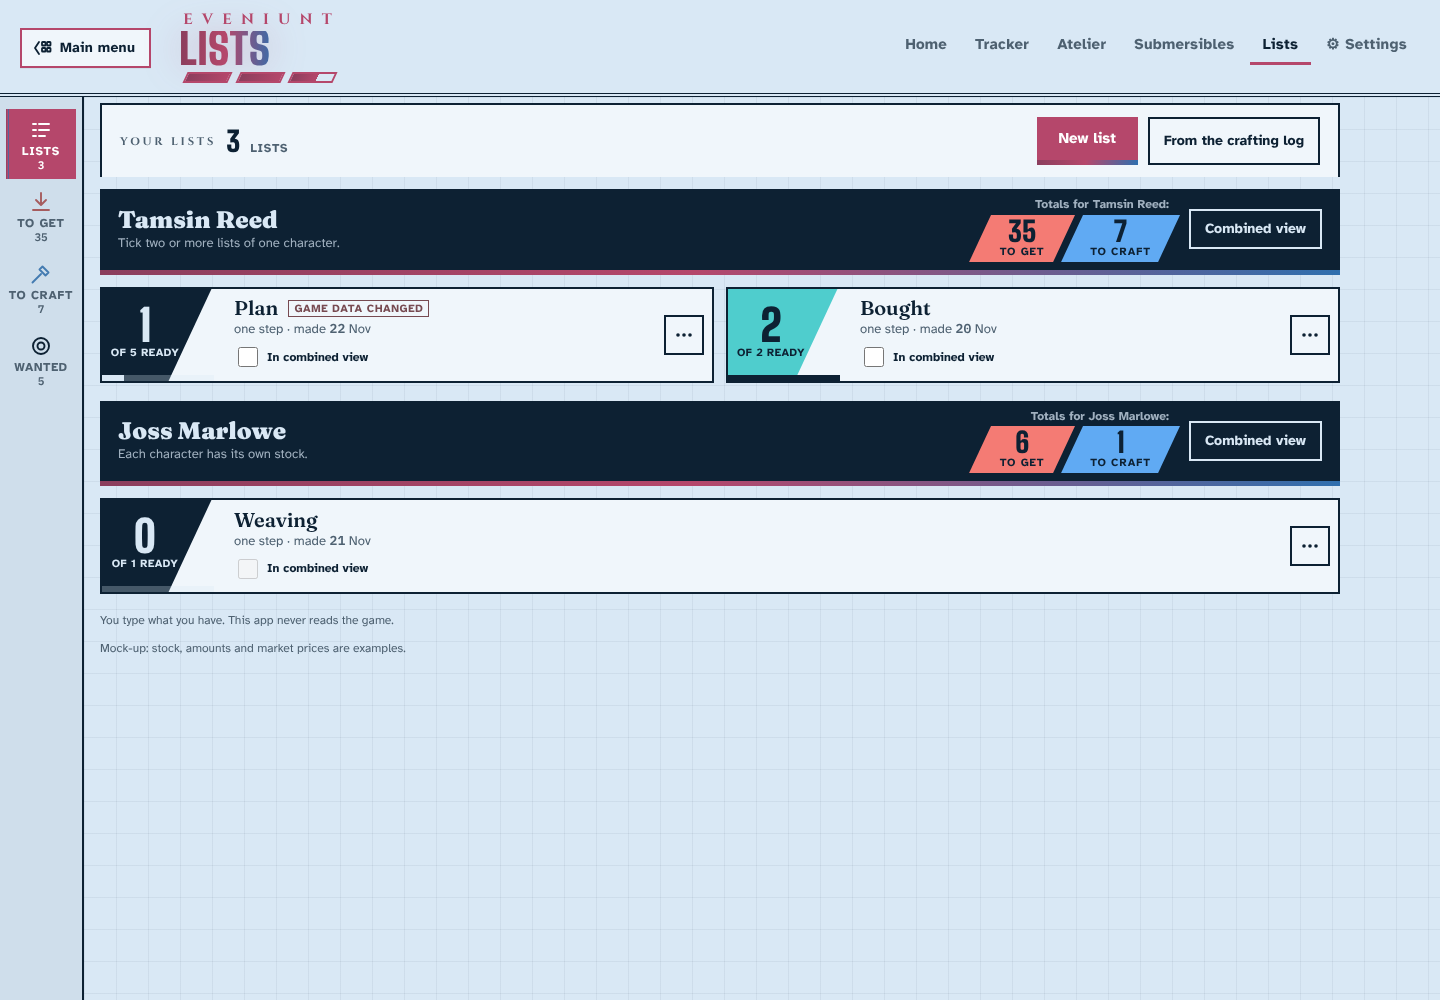 Main menu
EVENIUNT
LISTS
Home
Tracker
Atelier
Submersibles
Lists
⚙ Settings
LISTS
3
TO GET
35
TO CRAFT
7
WANTED
5
YOUR LISTS 3 LISTS
New list
From the crafting log
Tamsin Reed
Tick two or more lists of one character.
Totals for Tamsin Reed:
35
TO GET
7
TO CRAFT
Combined view
1
OF 5 READY
Plan GAME DATA CHANGED
one step · made 22 Nov
In combined view
...
2
OF 2 READY
Bought
one step · made 20 Nov
In combined view
...
Joss Marlowe
Each character has its own stock.
Totals for Joss Marlowe:
6
TO GET
1
TO CRAFT
Combined view
0
OF 1 READY
Weaving
one step · made 21 Nov
In combined view
...
You type what you have. This app never reads the game.
Mock-up: stock, amounts and market prices are examples.